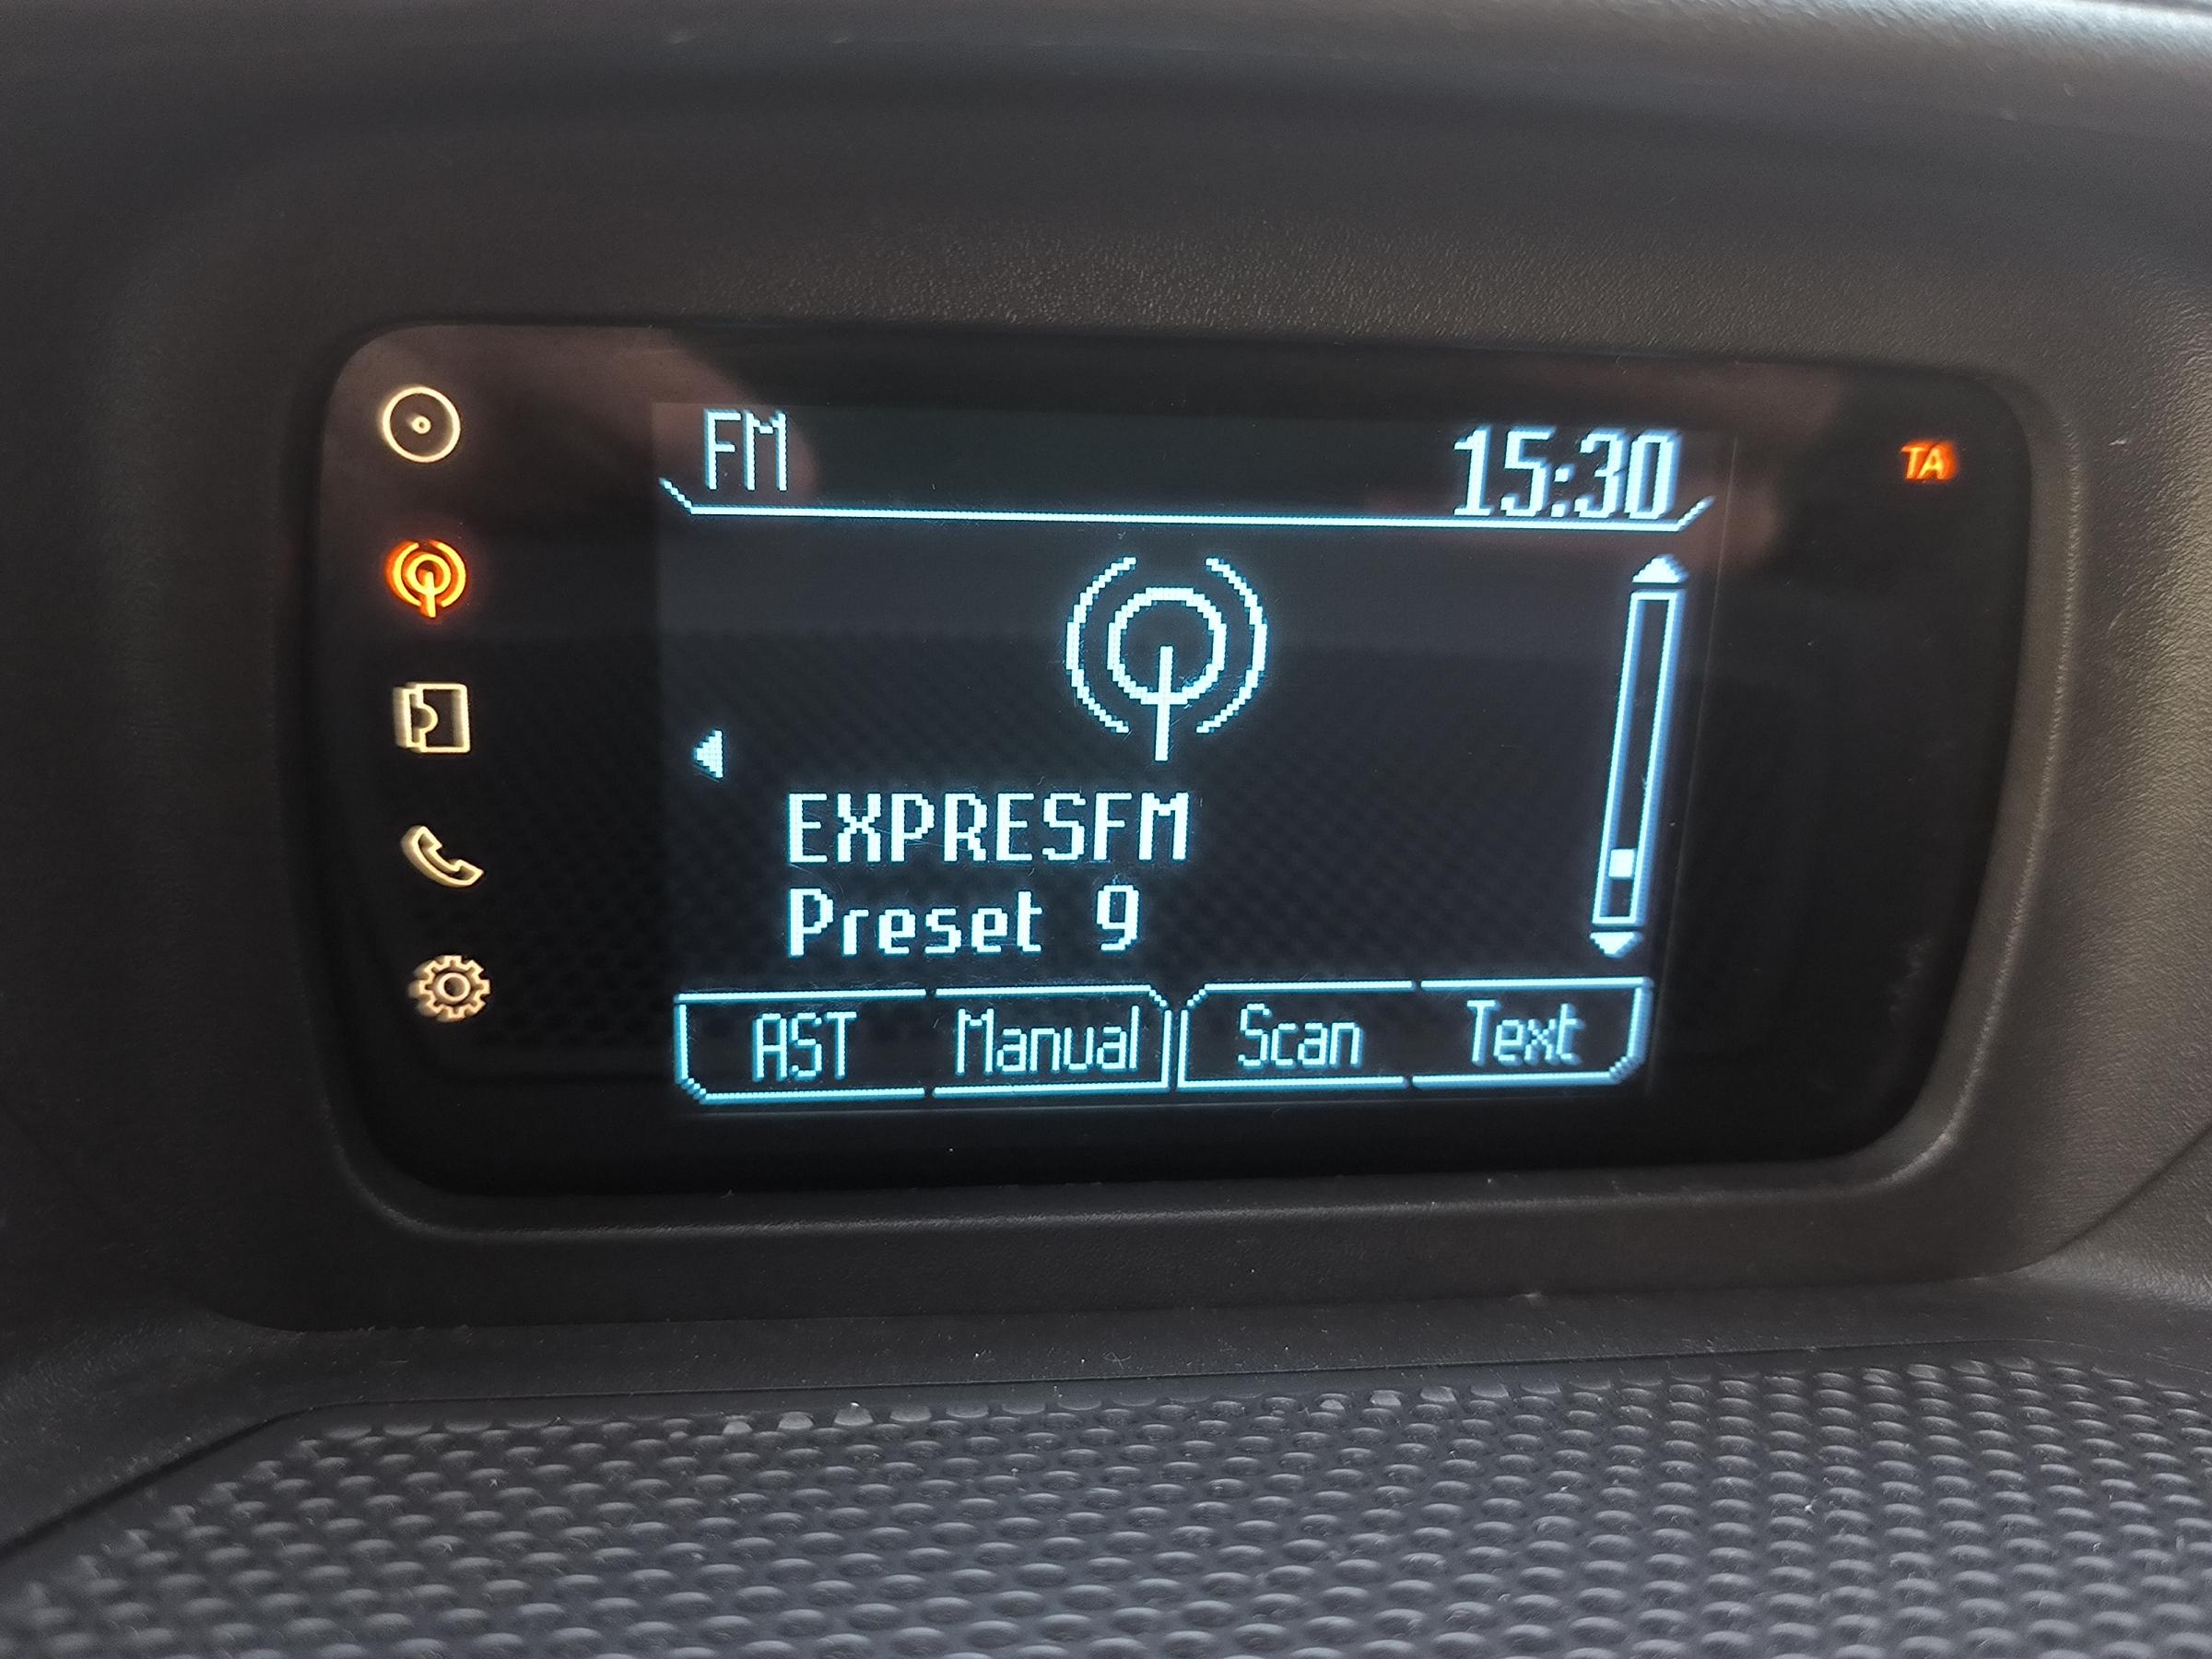 FM 15:30
TA
EXPRESFM
Preset 9
AST Manual Scan Text